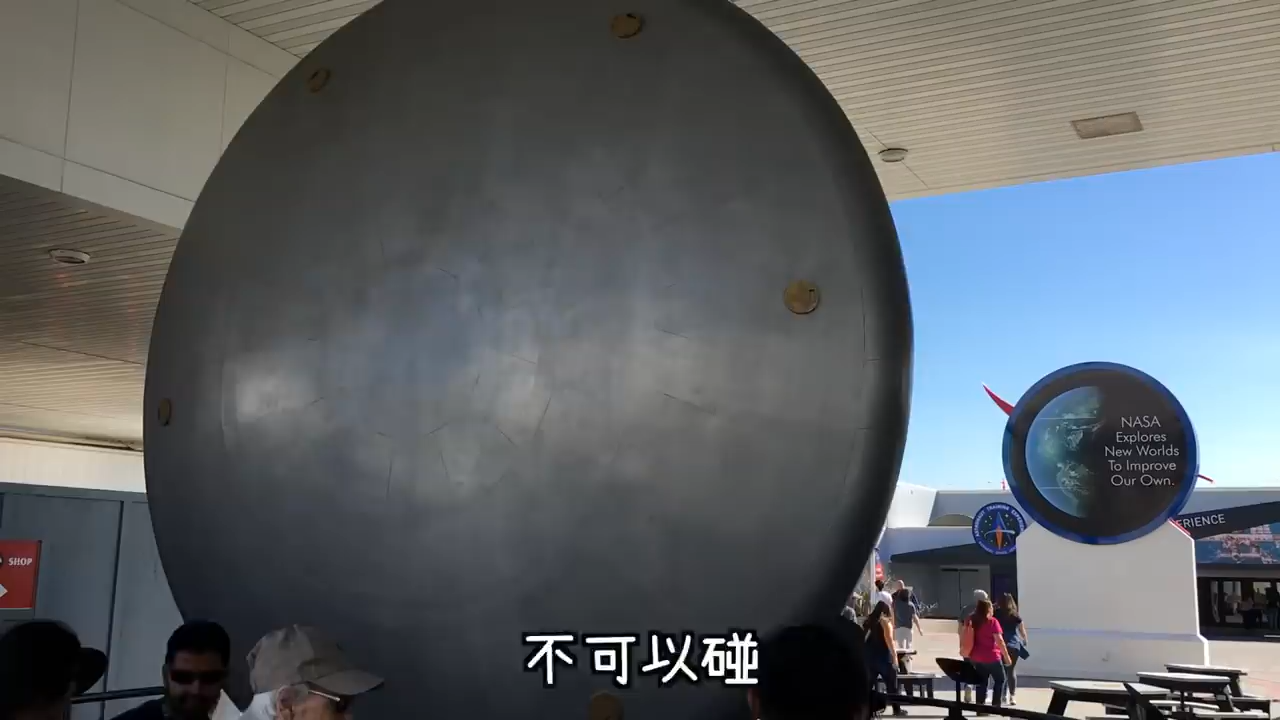 NASA
Explores
New Worlds
To Improve
Our Own.
ERIENCE
SHOP
不可以碰